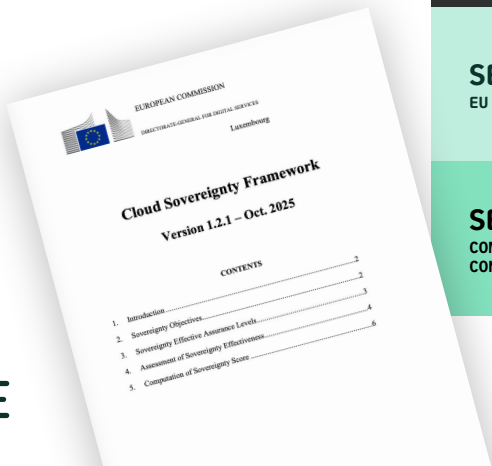 EUROPEAN COMMISSION
DIRECTORATE-GENERAL FOR DIGITAL SERVICES
Luxembourg
Cloud Sovereignty Framework
Version 1.2.1 – Oct. 2025
CONTENTS
1. Introduction..........2
2. Sovereignty Objectives..........2
3. Sovereignty Effective Assurance Levels..........3
4. Assessment of Sovereignty Effectiveness..........4
5. Computation of Sovereignty Score..........6
E
SE
EU
SE
CON
CON